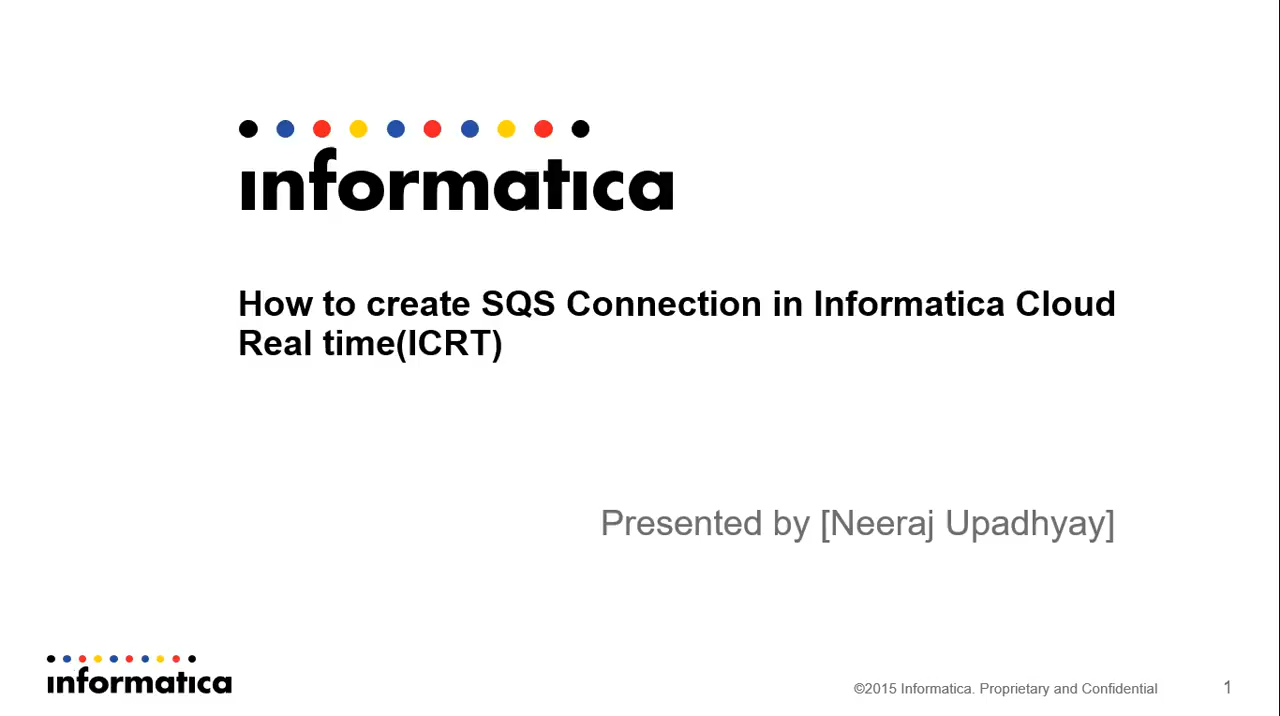 informatica
How to create SQS Connection in Informatica Cloud
Real time(ICRT)
Presented by [Neeraj Upadhyay]
informatica
©2015 Informatica. Proprietary and Confidential
1